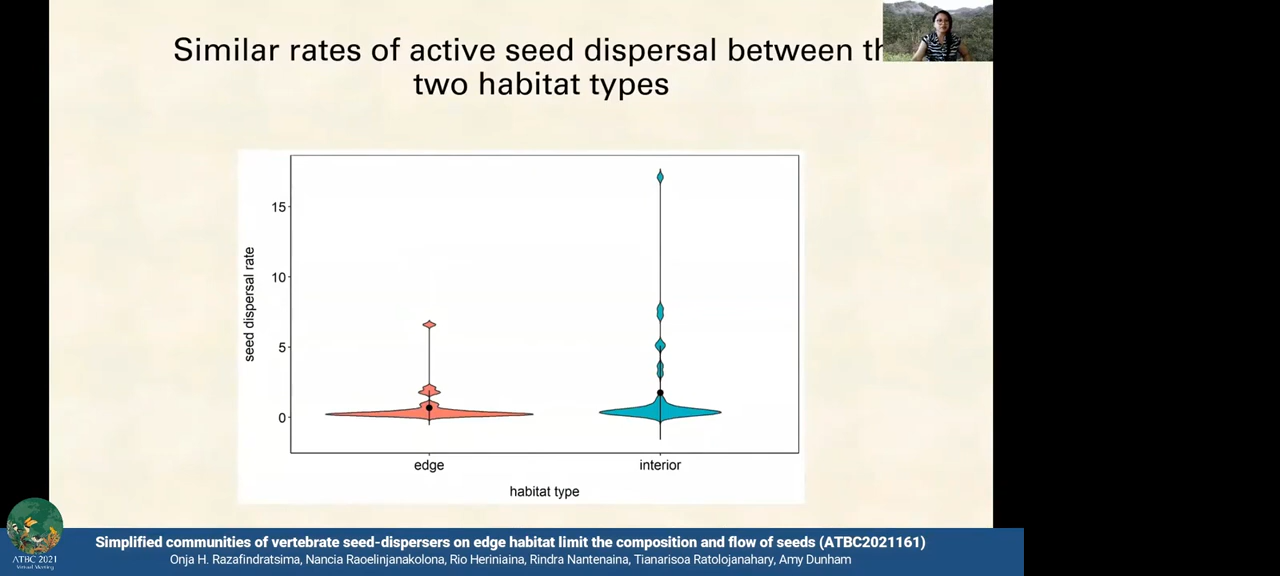 Similar rates of active seed dispersal between th
two habitat types
15
10
5
0
seed dispersal rate
edge
interior
habitat type
ATBC 2021
Virtual Meeting
Simplified communities of vertebrate seed-dispersers on edge habitat limit the composition and flow of seeds (ATBC2021161)
Onja H. Razafindratsima, Nancia Raoelinjanakolona, Rio Heriniaina, Rindra Nantenaina, Tianarisoa Ratolojanahary, Amy Dunham